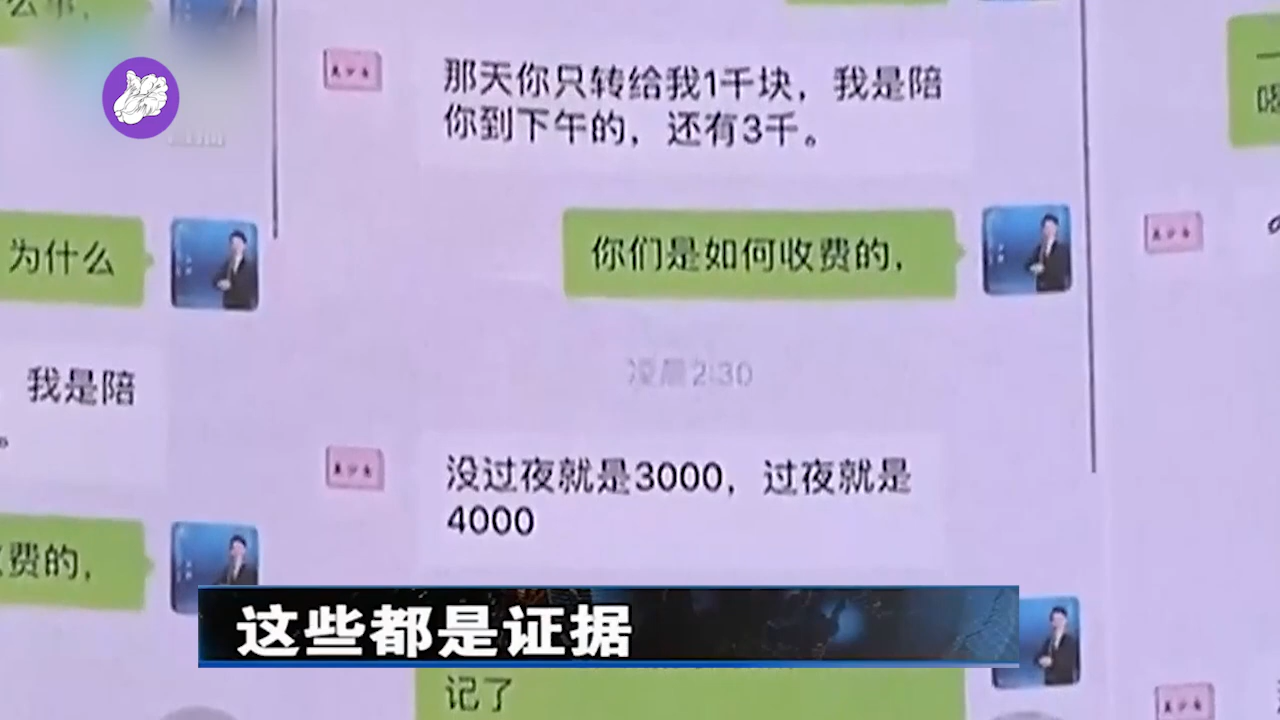 那天你只转给我1千块，我是陪
你到下午的，还有3千。
为什么
你们是如何收费的，
我是陪
凌晨2:30
没过夜就是3000，过夜就是
4000
费的，
这些都是证据
记了